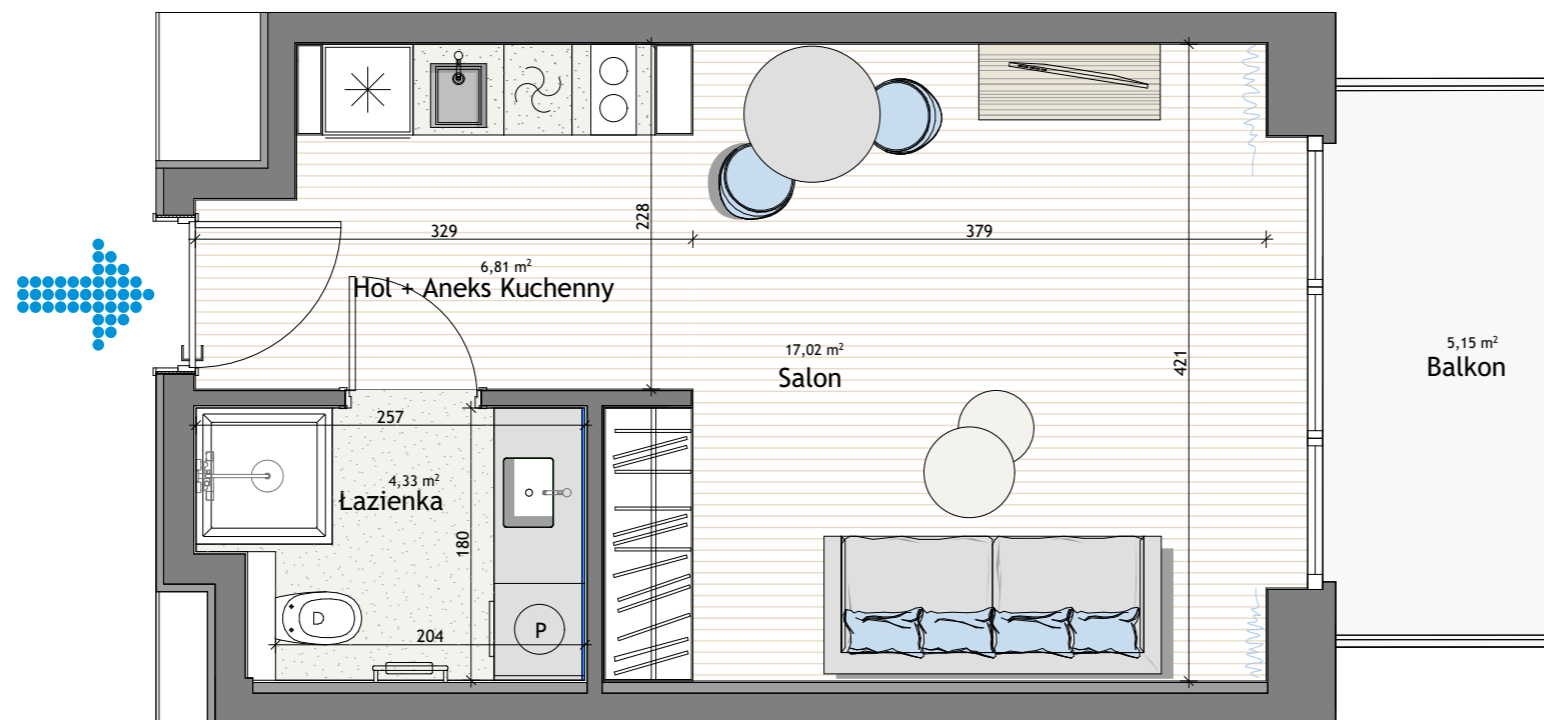 329
228
379
6,81 m²
Hol + Aneks Kuchenny
17,02 m²
Salon
421
5,15 m²
Balkon
257
4,33 m²
Łazienka
180
D
204
P